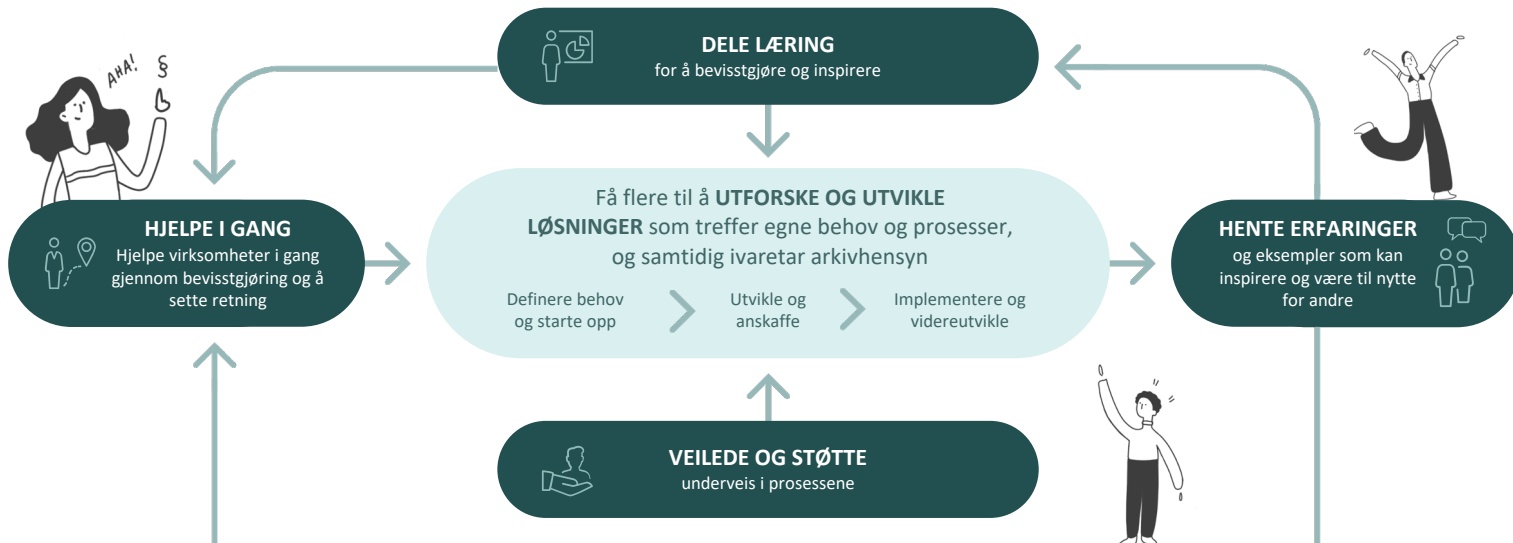 DELE LÆRING
for å bevisstgjøre og inspirere
AHA!
§
HJELPE I GANG
Hjelpe virksomheter i gang
gjennom bevisstgjøring og å
sette retning
Få flere til å UTFORSKE OG UTVIKLE
LØSNINGER som treffer egne behov og prosesser,
og samtidig ivaretar arkivhensyn
Definere behov
og starte opp
Utvikle og
anskaffe
Implementere og
videreutvikle
HENTE ERFARINGER
og eksempler som kan
inspirere og være til nytte
for andre
VEILEDE OG STØTTE
underveis i prosessene